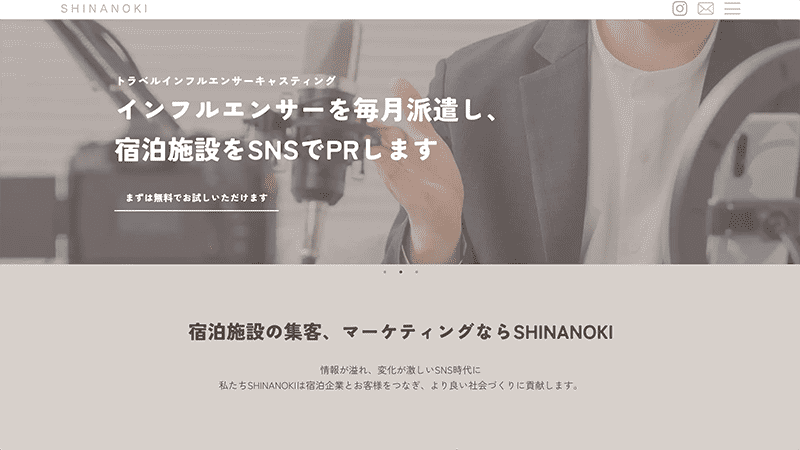 SHINANOKI
トラベルインフルエンサーキャスティング
インフルエンサーを毎月派遣し、
宿泊施設をSNSでPRします
まずは無料でお試しいただけます
宿泊施設の集客、マーケティングならSHINANOKI
情報が溢れ、変化が激しいSNS時代に
私たちSHINANOKIは宿泊企業とお客様をつなぎ、より良い社会づくりに貢献します。